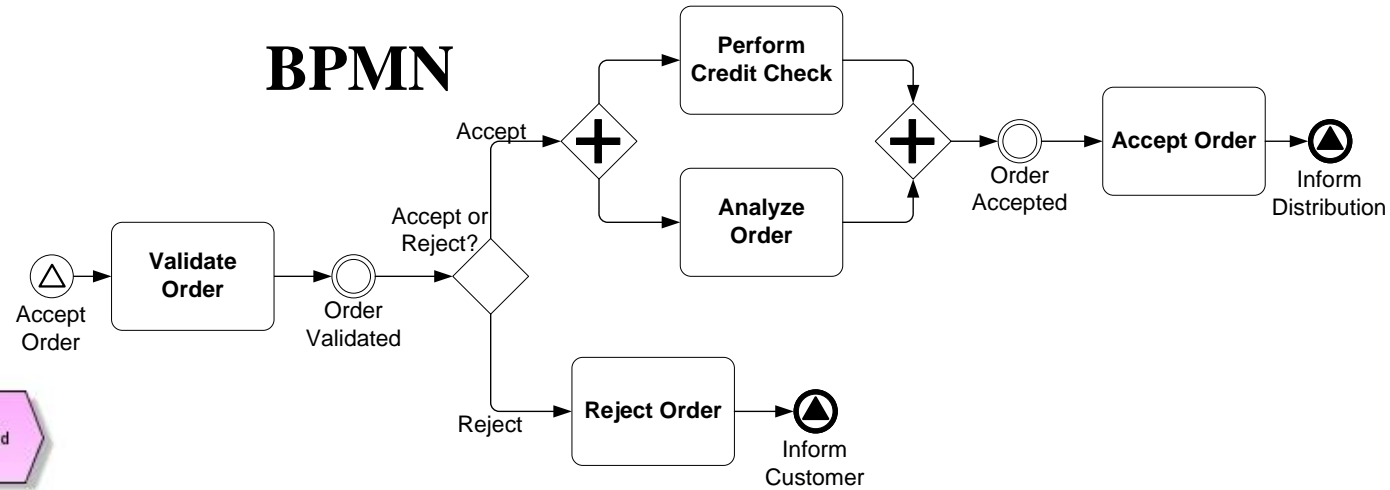 BPMN
Perform
Credit Check
Accept
Accept Order
Inform
Distribution
Order
Accepted
Analyze
Order
Accept or
Reject?
Validate
Order
Accept
Order
Order
Validated
Reject
Reject Order
Inform
Customer
d